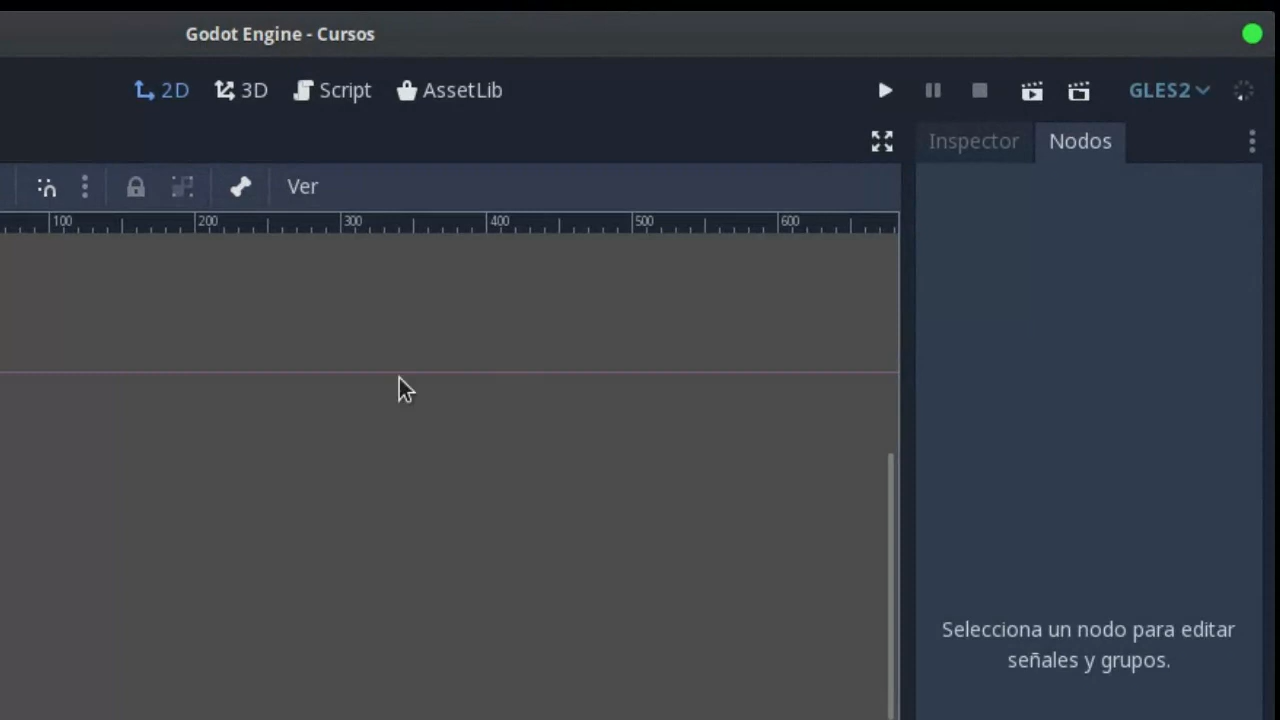 Godot Engine - Cursos
2D 3D Script AssetLib GLES2
Inspector Nodos
Ver
100 200 300 400 500 600
Selecciona un nodo para editar
señales y grupos.